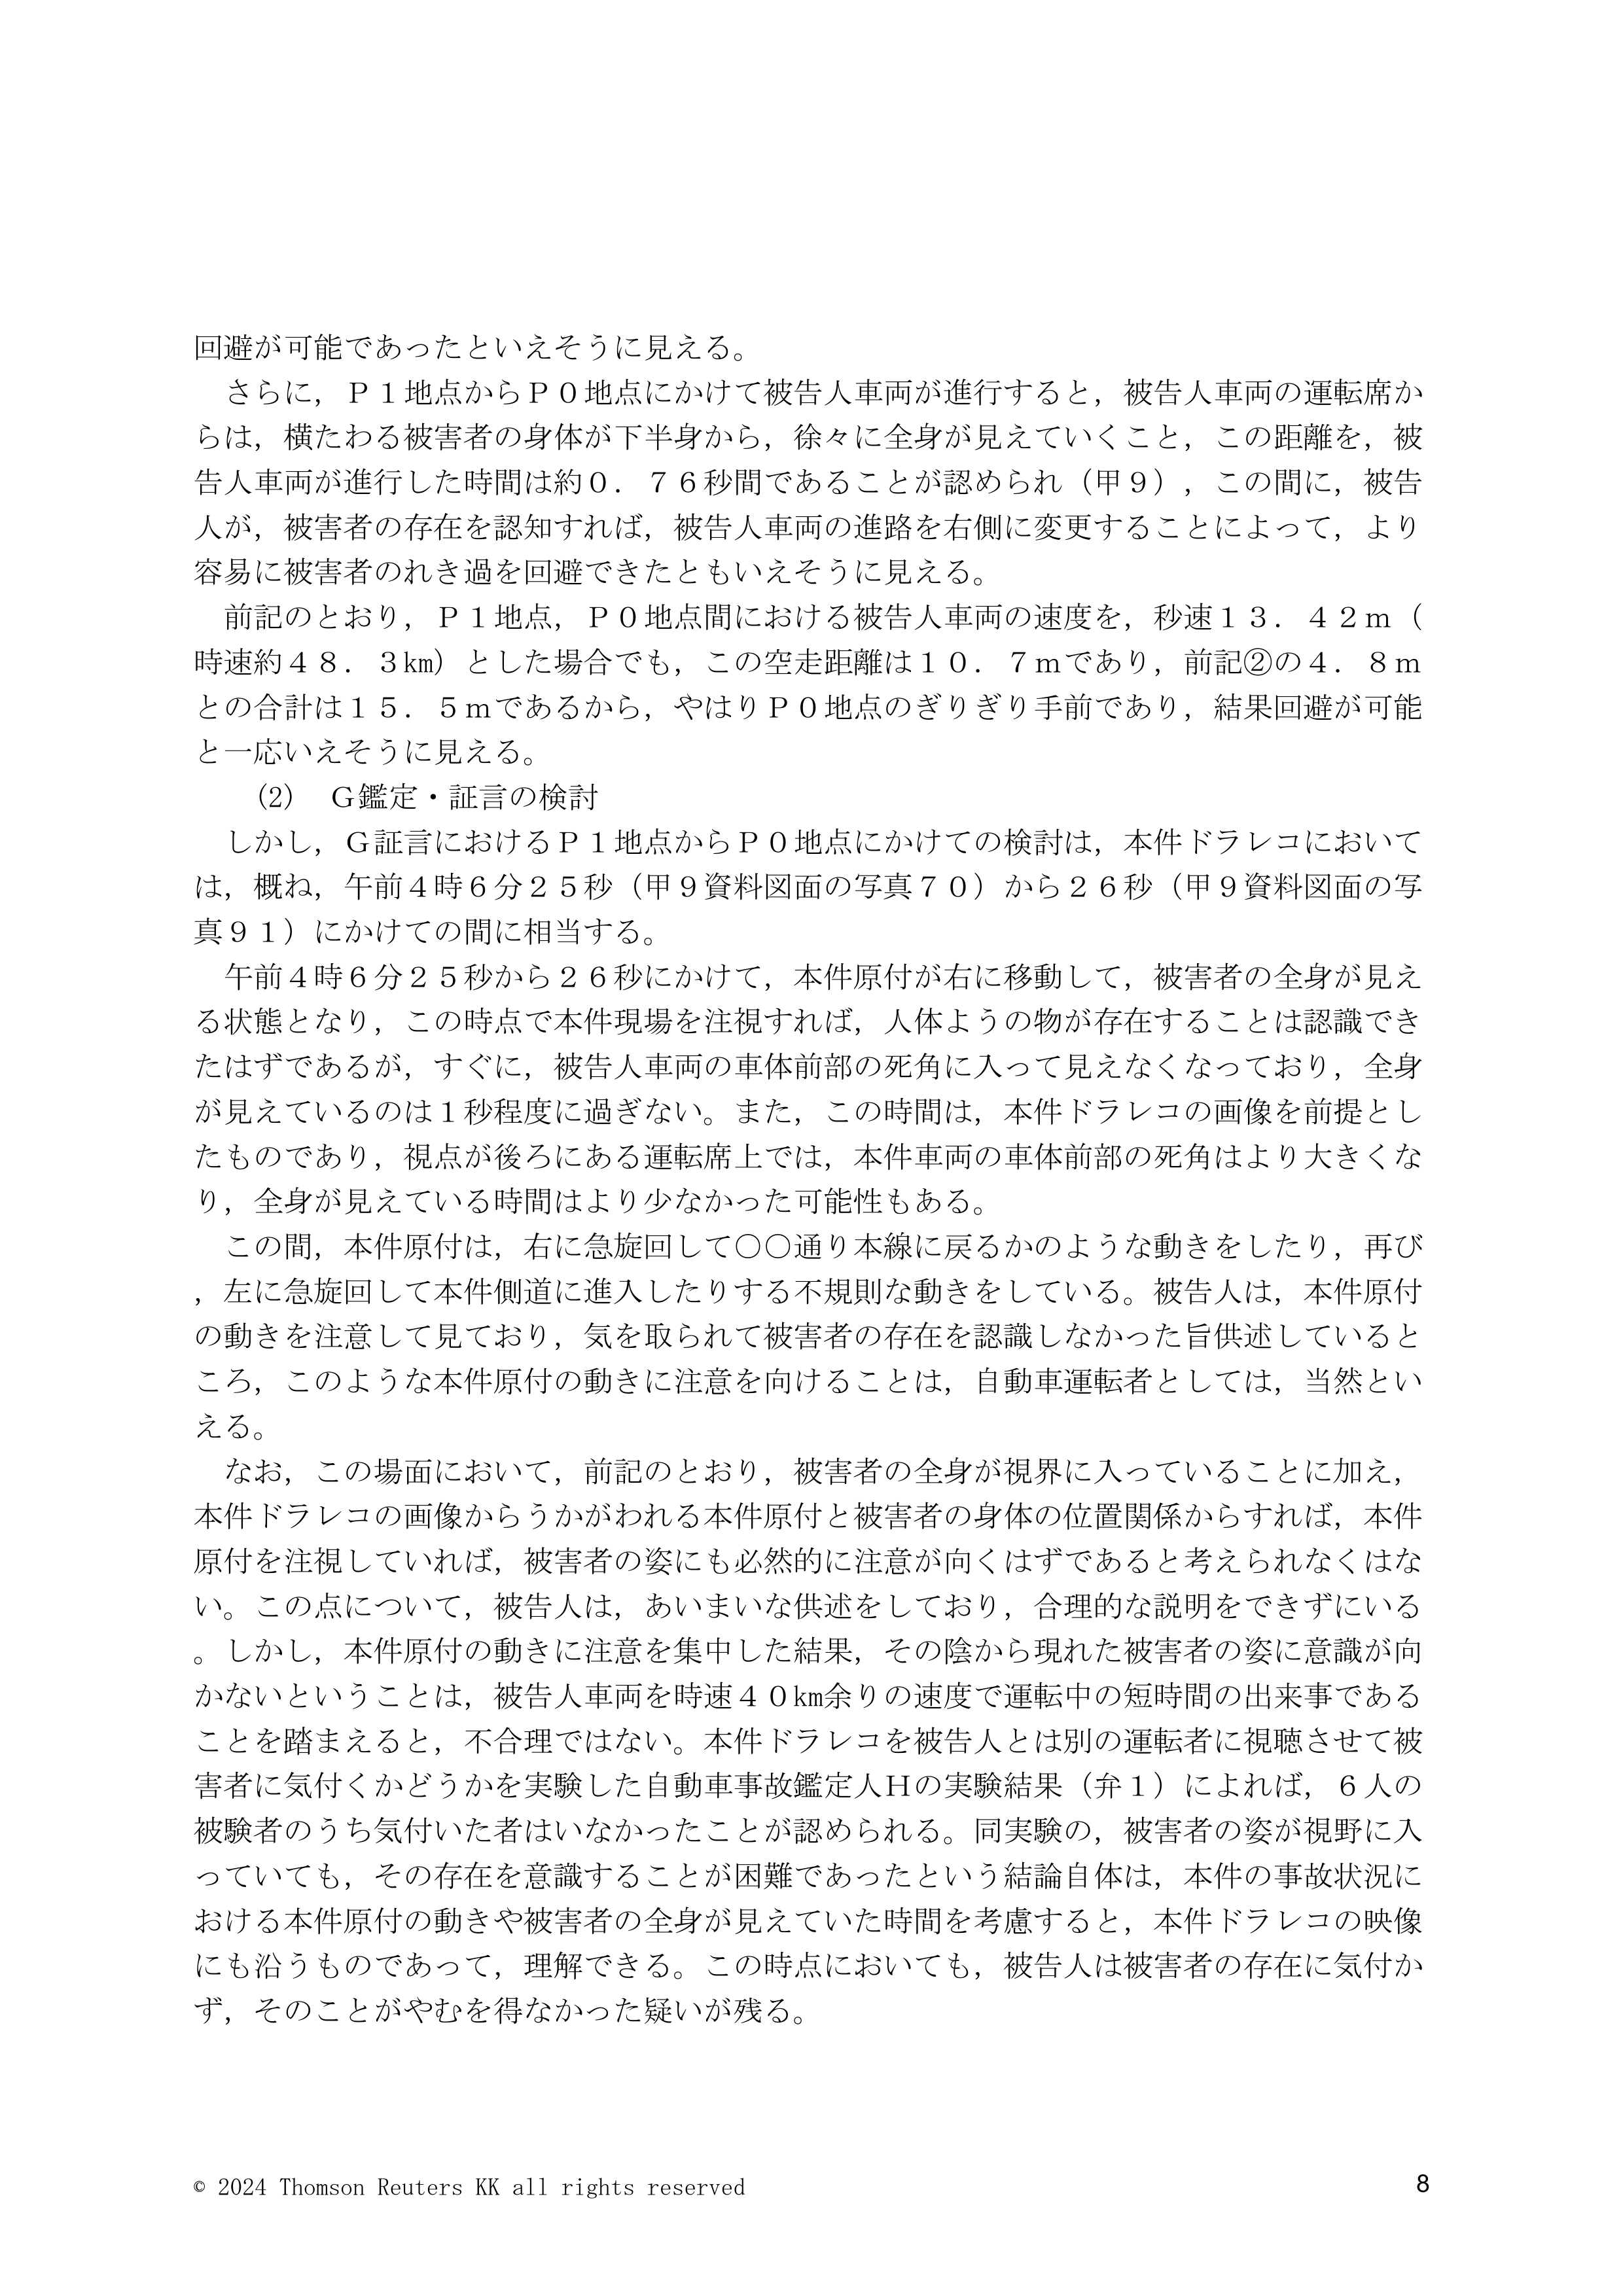 回避が可能であったといえそうに見える。
　さらに，Ｐ１地点からＰ０地点にかけて被告人車両が進行すると，被告人車両の運転席か
らは，横たわる被害者の身体が下半身から，徐々に全身が見えていくこと，この距離を，被
告人車両が進行した時間は約０．７６秒間であることが認められ（甲９），この間に，被告
人が，被害者の存在を認知すれば，被告人車両の進路を右側に変更することによって，より
容易に被害者のれき過を回避できたともいえそうに見える。
　前記のとおり，Ｐ１地点，Ｐ０地点間における被告人車両の速度を，秒速１３．４２ｍ（
時速約４８．３㎞）とした場合でも，この空走距離は１０．７ｍであり，前記②の４．８ｍ
との合計は１５．５ｍであるから，やはりＰ０地点のぎりぎり手前であり，結果回避が可能
と一応いえそうに見える。
　　(2)　Ｇ鑑定・証言の検討
　しかし，Ｇ証言におけるＰ１地点からＰ０地点にかけての検討は，本件ドラレコにおいて
は，概ね，午前４時６分２５秒（甲９資料図面の写真７０）から２６秒（甲９資料図面の写
真９１）にかけての間に相当する。
　午前４時６分２５秒から２６秒にかけて，本件原付が右に移動して，被害者の全身が見え
る状態となり，この時点で本件現場を注視すれば，人体ようの物が存在することは認識でき
たはずであるが，すぐに，被告人車両の車体前部の死角に入って見えなくなっており，全身
が見えているのは１秒程度に過ぎない。また，この時間は，本件ドラレコの画像を前提とし
たものであり，視点が後ろにある運転席上では，本件車両の車体前部の死角はより大きくな
り，全身が見えている時間はより少なかった可能性もある。
　この間，本件原付は，右に急旋回して〇〇通り本線に戻るかのような動きをしたり，再び
，左に急旋回して本件側道に進入したりする不規則な動きをしている。被告人は，本件原付
の動きを注意して見ており，気を取られて被害者の存在を認識しなかった旨供述していると
ころ，このような本件原付の動きに注意を向けることは，自動車運転者としては，当然とい
える。
　なお，この場面において，前記のとおり，被害者の全身が視界に入っていることに加え，
本件ドラレコの画像からうかがわれる本件原付と被害者の身体の位置関係からすれば，本件
原付を注視していれば，被害者の姿にも必然的に注意が向くはずであると考えられなくはな
い。この点について，被告人は，あいまいな供述をしており，合理的な説明をできずにいる
。しかし，本件原付の動きに注意を集中した結果，その陰から現れた被害者の姿に意識が向
かないということは，被告人車両を時速４０㎞余りの速度で運転中の短時間の出来事である
ことを踏まえると，不合理ではない。本件ドラレコを被告人とは別の運転者に視聴させて被
害者に気付くかどうかを実験した自動車事故鑑定人Ｈの実験結果（弁１）によれば，６人の
被験者のうち気付いた者はいなかったことが認められる。同実験の，被害者の姿が視野に入
っていても，その存在を意識することが困難であったという結論自体は，本件の事故状況に
おける本件原付の動きや被害者の全身が見えていた時間を考慮すると，本件ドラレコの映像
にも沿うものであって，理解できる。この時点においても，被告人は被害者の存在に気付か
ず，そのことがやむを得なかった疑いが残る。
© 2024 Thomson Reuters KK all rights reserved
8